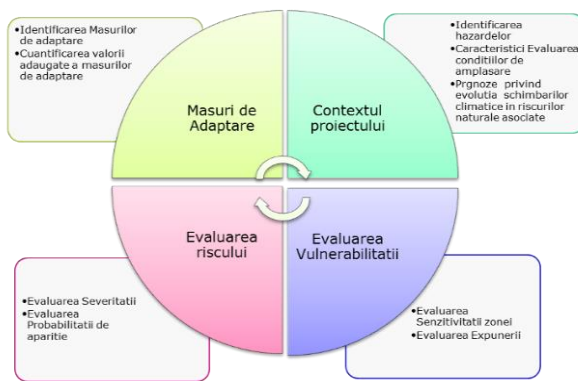 •Identificarea Masurilor
de adaptare
•Cuantificarea valorii
adaugate a masurilor
de adaptare
•Identificarea
hazardelor
•Caracteristici Evaluarea
conditiilor de
amplasare
•Prgnoze privind
evolutia schimbarilor
climatice in riscurilor
naturale asociate
Masuri de
Adaptare
Contextul
proiectului
Evaluarea
riscului
Evaluarea
Vulnerabilitatii
•Evaluarea Severitatii
•Evaluarea
Probabilitatii de
aparitie
•Evaluarea
Senzitivitatii zonei
•Evaluarea Expunerii